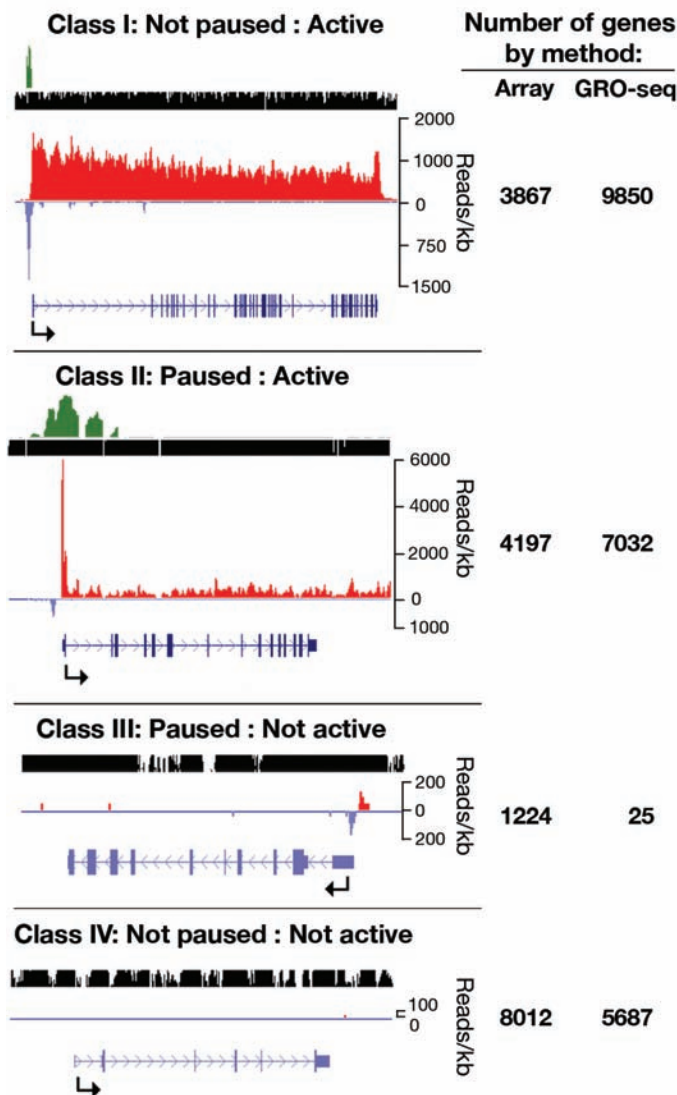 Class I: Not paused : Active
Number of genes
by method:
Array GRO-seq
2000
1000
0
750
1500
Reads/kb
3867 9850
Class II: Paused : Active
6000
4000
2000
0
1000
Reads/kb
4197 7032
Class III: Paused : Not active
200
0
200
Reads/kb
1224 25
Class IV: Not paused : Not active
100
0
Reads/kb
8012 5687